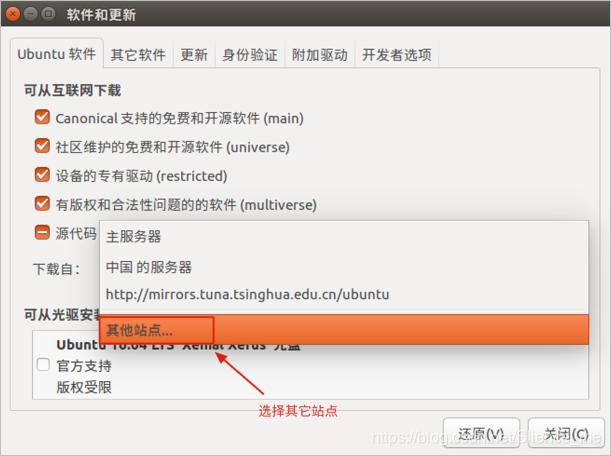 软件和更新
Ubuntu 软件 其它软件 更新 身份验证 附加驱动 开发者选项
可从互联网下载
Canonical 支持的免费和开源软件 (main)
社区维护的免费和开源软件 (universe)
设备的专有驱动 (restricted)
有版权和合法性问题的的软件 (multiverse)
源代码
主服务器
下载自：
中国 的服务器
http://mirrors.tuna.tsinghua.edu.cn/ubuntu
可从光驱安装
其他站点...
Ubuntu 16.04 LTS 'Xenial Xerus' 光盘
官方支持
版权受限
选择其它站点
还原(V) 关闭(C)